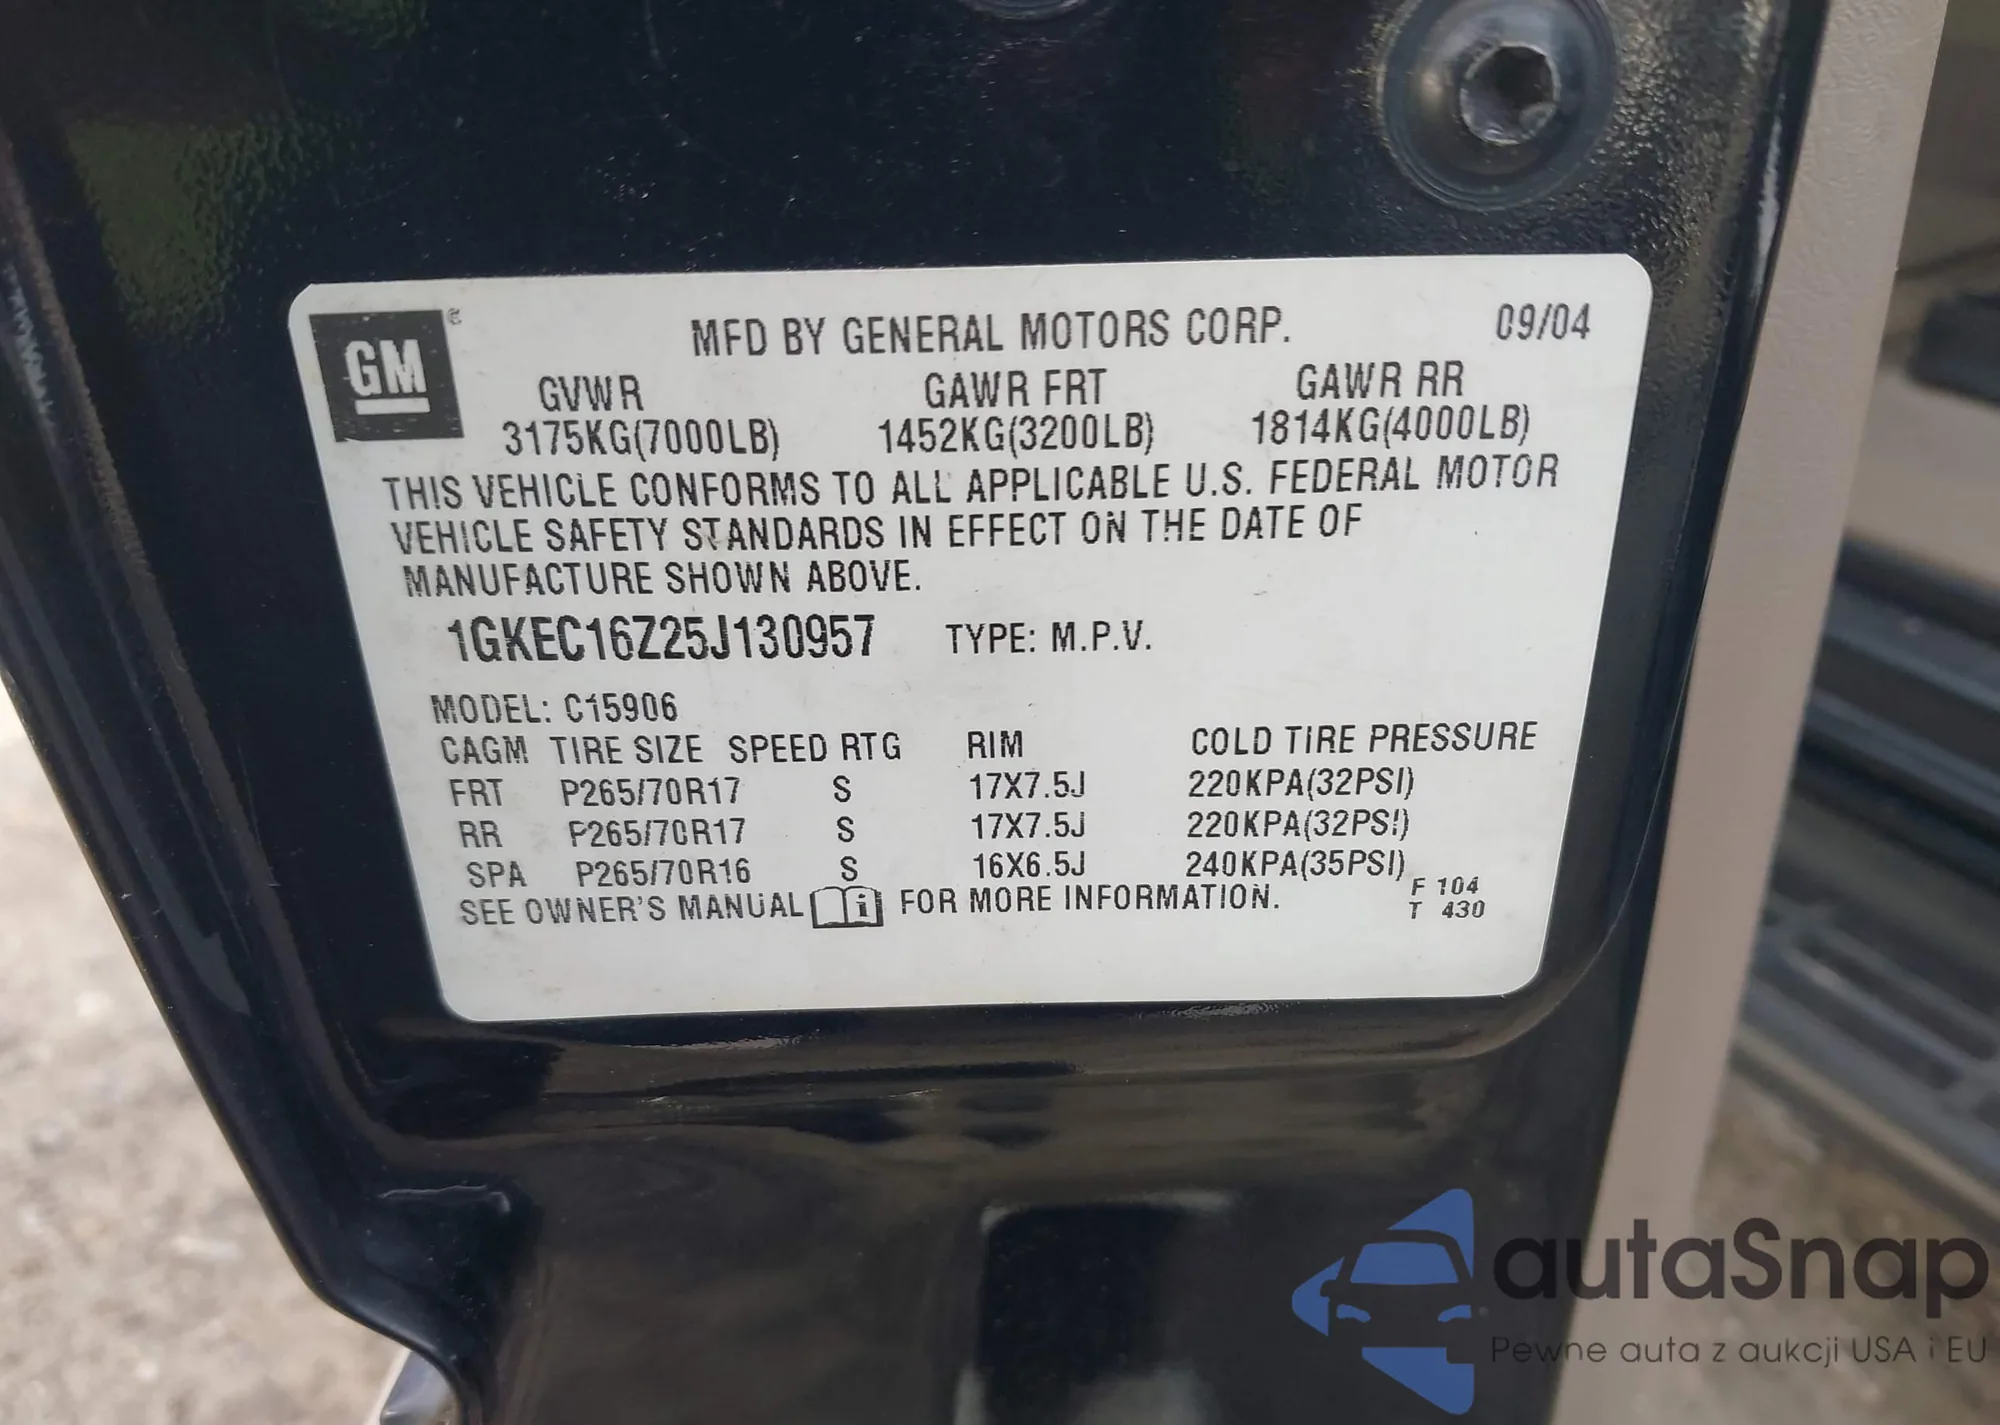 GM®
MFD BY GENERAL MOTORS CORP. 09/04
GVWR GAWR FRT GAWR RR
3175KG(7000LB) 1452KG(3200LB) 1814KG(4000LB)
THIS VEHICLE CONFORMS TO ALL APPLICABLE U.S. FEDERAL MOTOR
VEHICLE SAFETY STANDARDS IN EFFECT ON THE DATE OF
MANUFACTURE SHOWN ABOVE.
1GKEC16Z25J130957 TYPE: M.P.V.
MODEL: C15906
CAGM TIRE SIZE SPEED RTG RIM COLD TIRE PRESSURE
FRT P265/70R17 S 17X7.5J 220KPA(32PSI)
RR P265/70R17 S 17X7.5J 220KPA(32PSI)
SPA P265/70R16 S 16X6.5J 240KPA(35PSI)
SEE OWNER'S MANUAL i FOR MORE INFORMATION.
F 104
T 430
autaSnap
Pewne auta z aukcji USA i EU